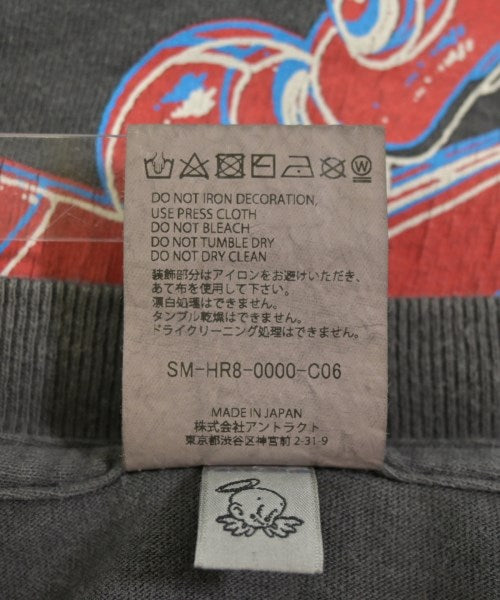 W
DO NOT IRON DECORATION,
USE PRESS CLOTH
DO NOT BLEACH
DO NOT TUMBLE DRY
DO NOT DRY CLEAN
装飾部分はアイロンをお避けいただき、
あて布を使用して下さい。
漂白処理はできません。
タンブル乾燥はできません。
ドライクリーニング処理はできません。
SM-HR8-0000-C06
MADE IN JAPAN
株式会社アントラクト
東京都渋谷区神宮前 2-31-9